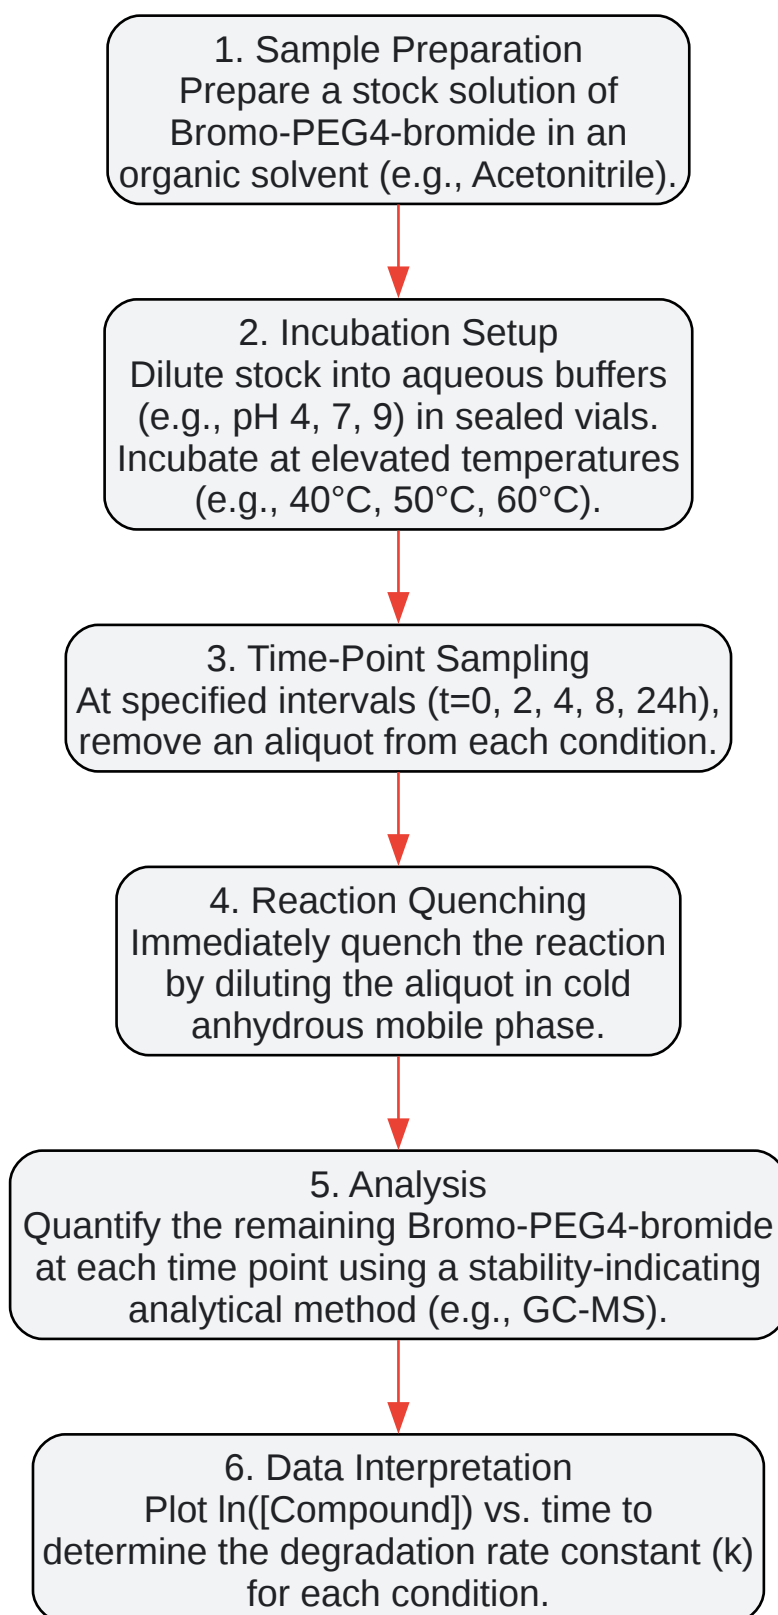 1. Sample Preparation
Prepare a stock solution of
Bromo-PEG4-bromide in an
organic solvent (e.g., Acetonitrile).
2. Incubation Setup
Dilute stock into aqueous buffers
(e.g., pH 4, 7, 9) in sealed vials.
Incubate at elevated temperatures
(e.g., 40°C, 50°C, 60°C).
3. Time-Point Sampling
At specified intervals (t=0, 2, 4, 8, 24h),
remove an aliquot from each condition.
4. Reaction Quenching
Immediately quench the reaction
by diluting the aliquot in cold
anhydrous mobile phase.
5. Analysis
Quantify the remaining Bromo-PEG4-bromide
at each time point using a stability-indicating
analytical method (e.g., GC-MS).
6. Data Interpretation
Plot ln([Compound]) vs. time to
determine the degradation rate constant (k)
for each condition.